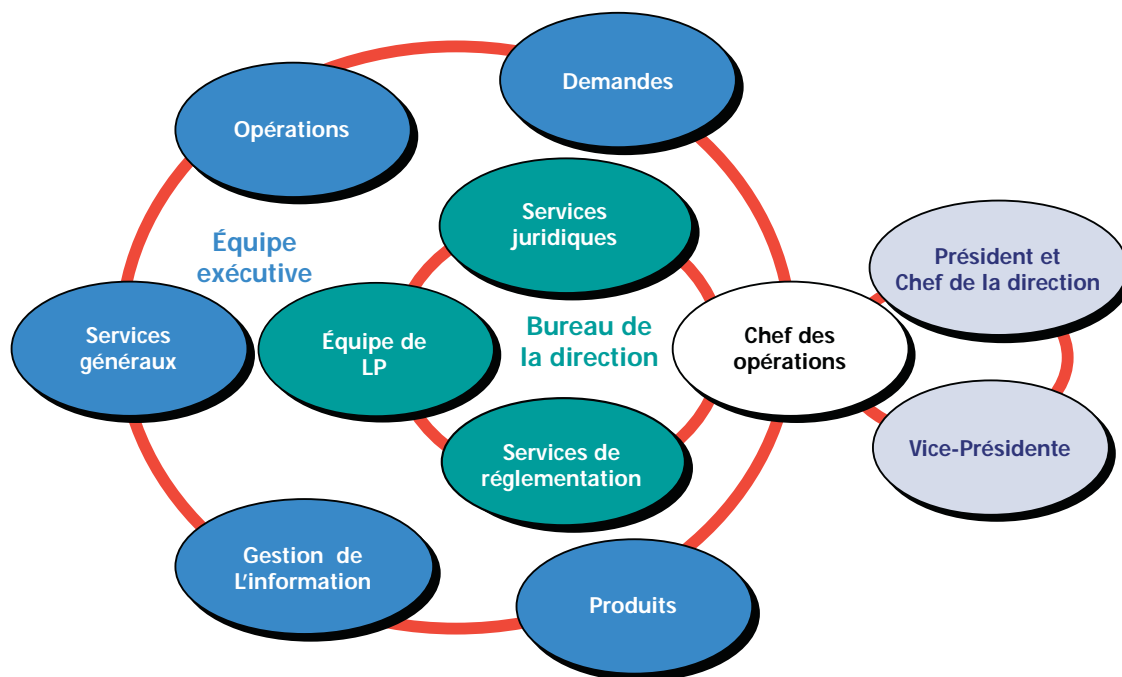 Demandes
Opérations
Services
juridiques
Équipe
exécutive
Président et
Chef de la direction
Services
généraux
Équipe de
LP
Bureau de
la direction
Chef des
opérations
Vice-Présidente
Services de
réglementation
Gestion de
L'information
Produits